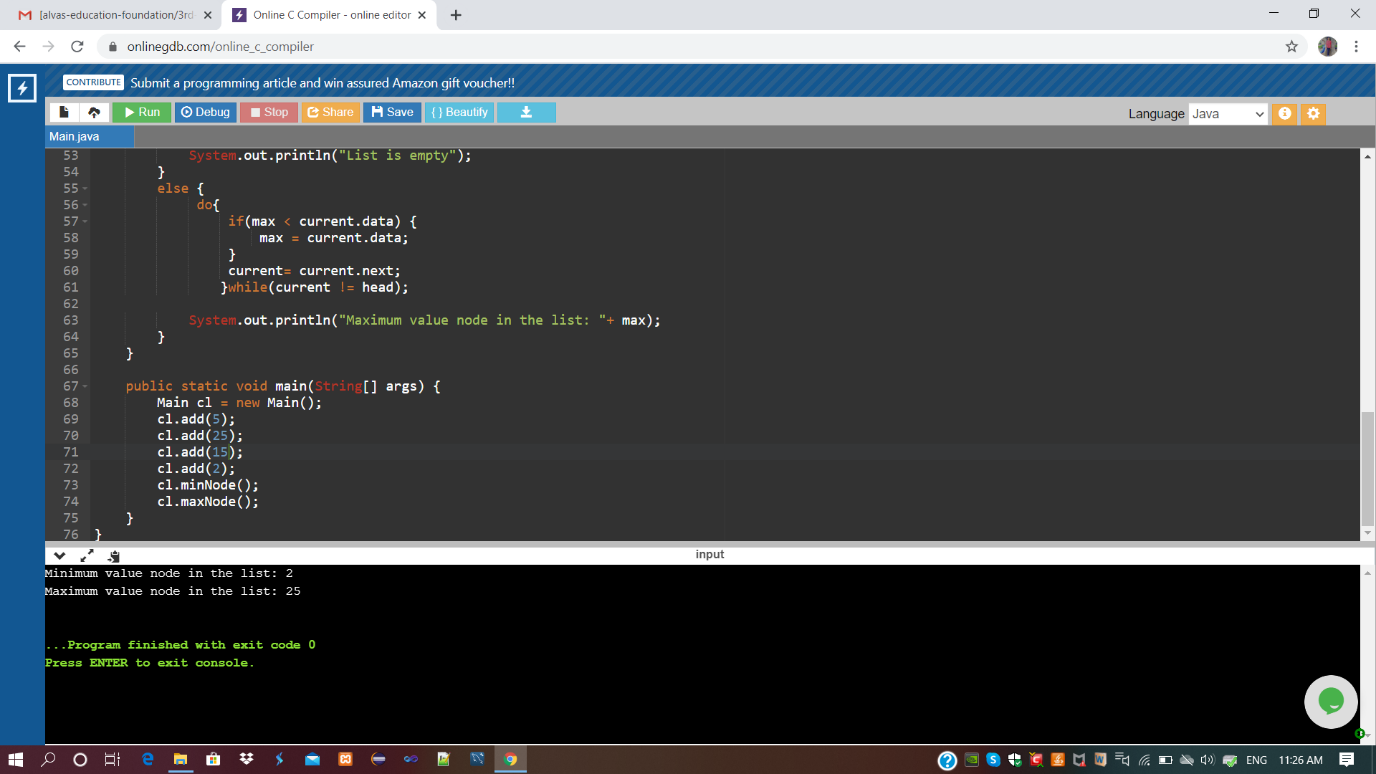 [alvas-education-foundation/3rd
Online C Compiler - online editor
onlinegdb.com/online_c_compiler
CONTRIBUTE Submit a programming article and win assured Amazon gift voucher!!
Run Debug Stop Share Save { } Beautify Language Java
Main.java
53 System.out.println("List is empty");
54 }
55 else {
56 do{
57 if(max < current.data) {
58 max = current.data;
59 }
60 current= current.next;
61 }while(current != head);
62
63 System.out.println("Maximum value node in the list: "+ max);
64 }
65 }
66
67 public static void main(String[] args) {
68 Main cl = new Main();
69 cl.add(5);
70 cl.add(25);
71 cl.add(15);
72 cl.add(2);
73 cl.minNode();
74 cl.maxNode();
75 }
76 }
input
Minimum value node in the list: 2
Maximum value node in the list: 25
...Program finished with exit code 0
Press ENTER to exit console.
ENG 11:26 AM